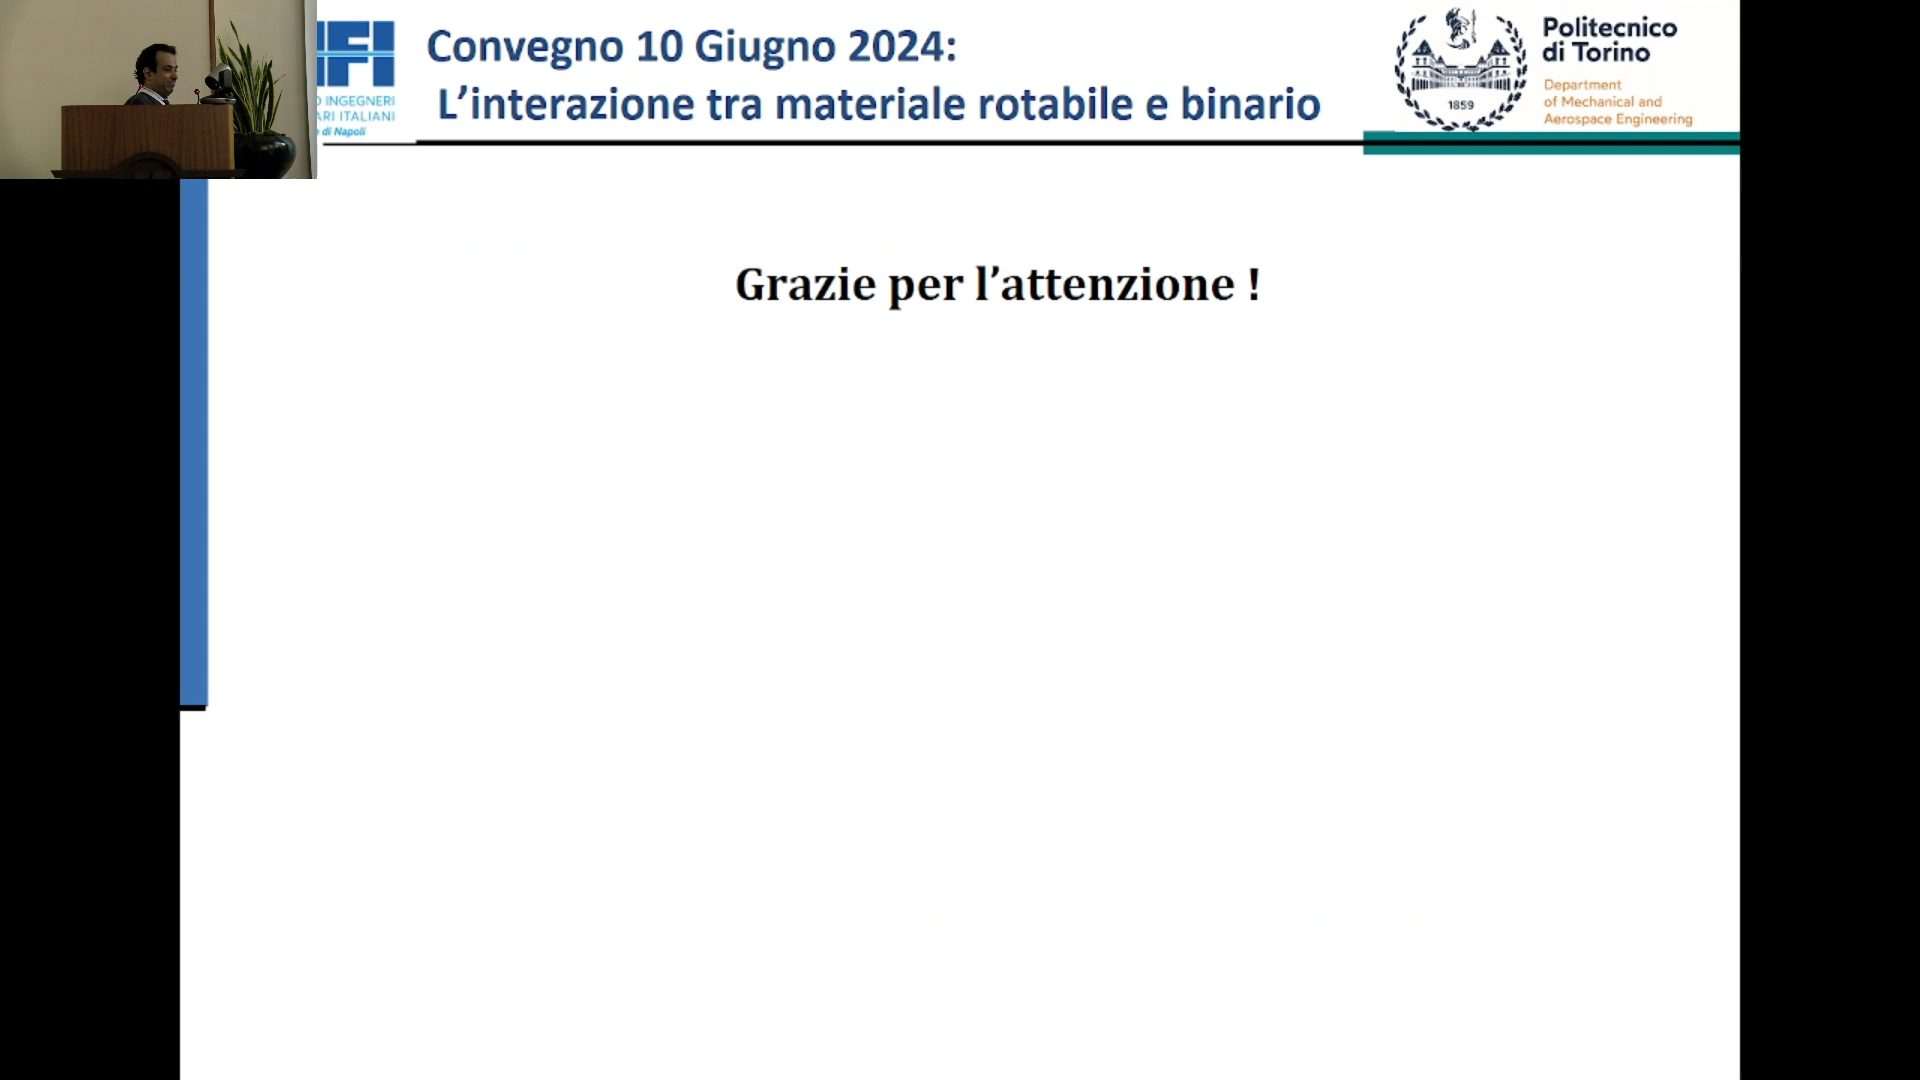 Convegno 10 Giugno 2024:
L’interazione tra materiale rotabile e binario
INGEGNERI
ITALIANI
di Napoli
Politecnico
di Torino
1859
Department
of Mechanical and
Aerospace Engineering
Grazie per l’attenzione !